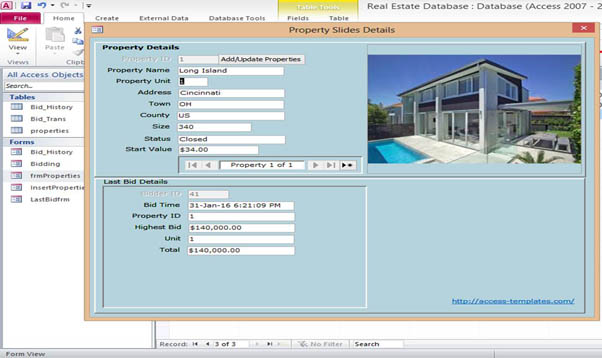 Table Tools
Real Estate Database : Database (Access 2007 - 2
File Home Create External Data Database Tools Fields Table
Property Slides Details
View
Paste
Views
Clipb
All Access Objects
Search...
Tables
Bid_History
Bid_Trans
properties
Forms
Bid_History
Bidding
frmProperties
InsertPropertie
LastBidfrm
Property Details
Property ID 1 Add/Update Properties
Property Name Long Island
Property Unit 1
Address Cincinnati
Town OH
County US
Size 340
Status Closed
Start Value $34.00
Property 1 of 1
Last Bid Details
Bidder ID 41
Bid Time 31-Jan-16 6:21:09 PM
Property ID 1
Highest Bid $140,000.00
Unit 1
Total $140,000.00
http://access-templates.com/
Record: 3 of 3 No Filter Search
Form View